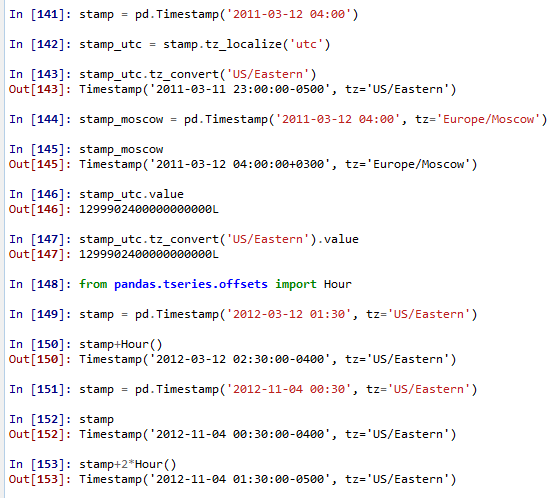 In [141]: stamp = pd.Timestamp('2011-03-12 04:00')
In [142]: stamp_utc = stamp.tz_localize('utc')
In [143]: stamp_utc.tz_convert('US/Eastern')
Out[143]: Timestamp('2011-03-11 23:00:00-0500', tz='US/Eastern')
In [144]: stamp_moscow = pd.Timestamp('2011-03-12 04:00', tz='Europe/Moscow')
In [145]: stamp_moscow
Out[145]: Timestamp('2011-03-12 04:00:00+0300', tz='Europe/Moscow')
In [146]: stamp_utc.value
Out[146]: 1299902400000000000L
In [147]: stamp_utc.tz_convert('US/Eastern').value
Out[147]: 1299902400000000000L
In [148]: from pandas.tseries.offsets import Hour
In [149]: stamp = pd.Timestamp('2012-03-12 01:30', tz='US/Eastern')
In [150]: stamp+Hour()
Out[150]: Timestamp('2012-03-12 02:30:00-0400', tz='US/Eastern')
In [151]: stamp = pd.Timestamp('2012-11-04 00:30', tz='US/Eastern')
In [152]: stamp
Out[152]: Timestamp('2012-11-04 00:30:00-0400', tz='US/Eastern')
In [153]: stamp+2*Hour()
Out[153]: Timestamp('2012-11-04 01:30:00-0500', tz='US/Eastern')